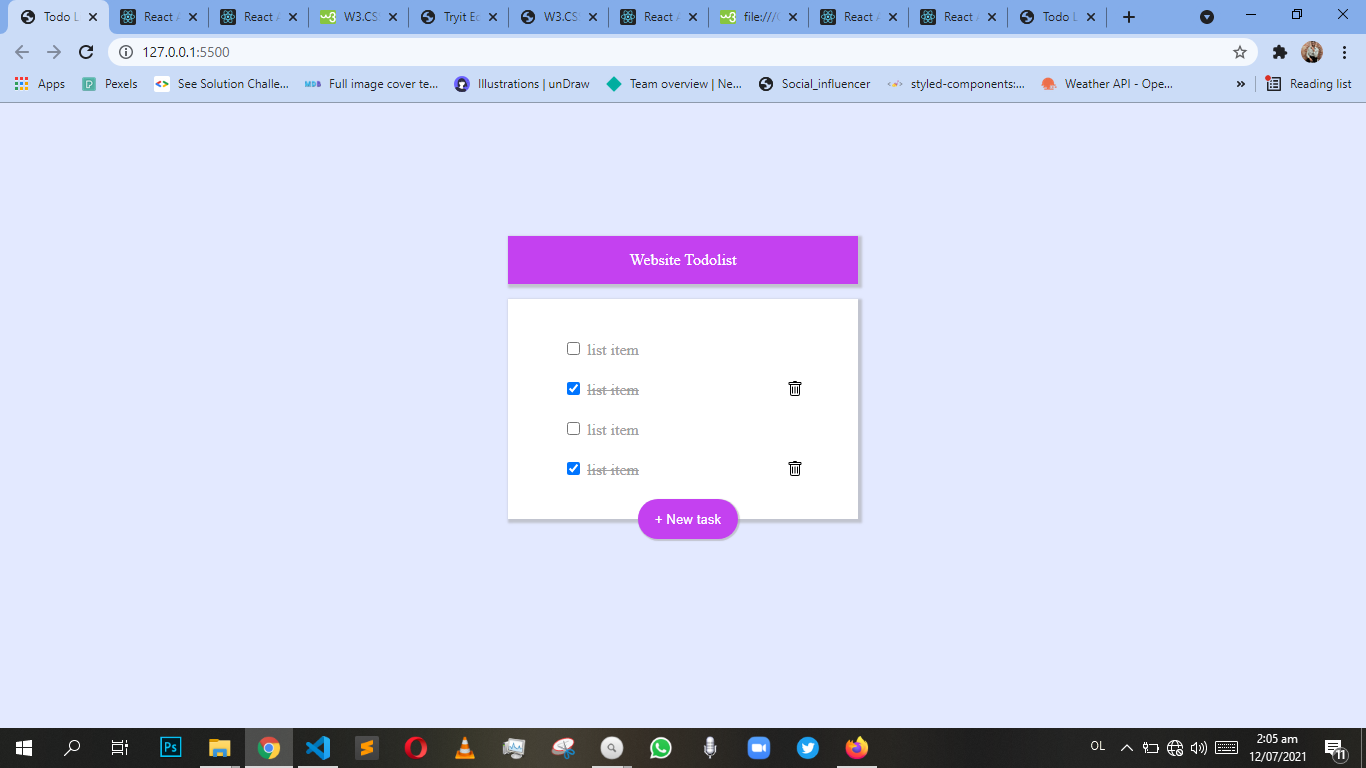 Todo L
React A
React A
W3.CS
Tryit Ec
W3.CS
React A
file:///
React A
React A
Todo L
127.0.0.1:5500
Apps
Pexels
See Solution Challe...
MDB
Full image cover te...
Illustrations | unDraw
Team overview | Ne...
Social_influencer
styled-components:...
Weather API - Ope...
»
Reading list
Website Todolist
list item
list item
list item
list item
+ New task
Ps
OL
2:05 am
12/07/2021
11